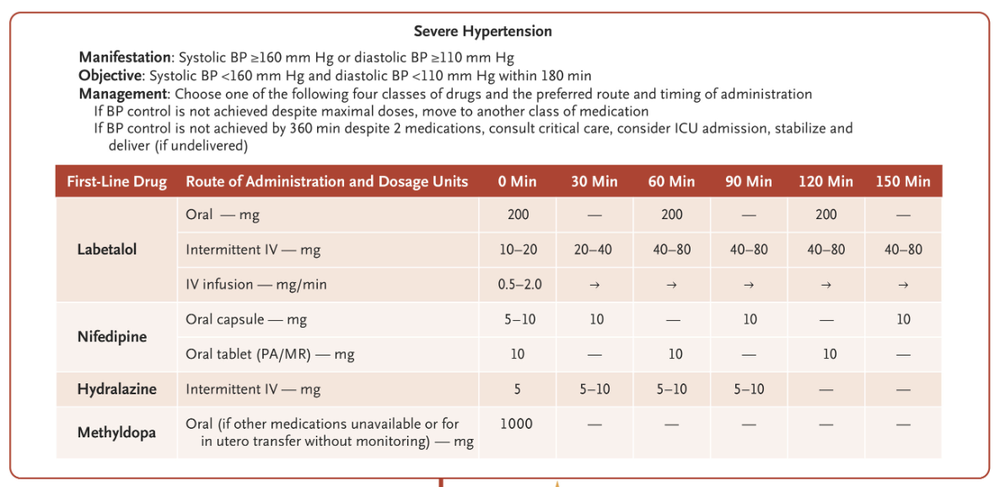 Severe Hypertension
Manifestation: Systolic BP ≥160 mm Hg or diastolic BP ≥110 mm Hg
Objective: Systolic BP <160 mm Hg and diastolic BP <110 mm Hg within 180 min
Management: Choose one of the following four classes of drugs and the preferred route and timing of administration
If BP control is not achieved despite maximal doses, move to another class of medication
If BP control is not achieved by 360 min despite 2 medications, consult critical care, consider ICU admission, stabilize and
deliver (if undelivered)
First-Line Drug Route of Administration and Dosage Units 0 Min 30 Min 60 Min 90 Min 120 Min 150 Min
Labetalol
Oral — mg 200 — 200 — 200 —
Intermittent IV — mg 10–20 20–40 40–80 40–80 40–80 40–80
IV infusion — mg/min 0.5–2.0 → → → → →
Nifedipine
Oral capsule — mg 5–10 10 — 10 — 10
Oral tablet (PA/MR) — mg 10 — 10 — 10 —
Hydralazine Intermittent IV — mg 5 5–10 5–10 5–10 — —
Methyldopa
Oral (if other medications unavailable or for 1000 — — — — —
in utero transfer without monitoring) — mg